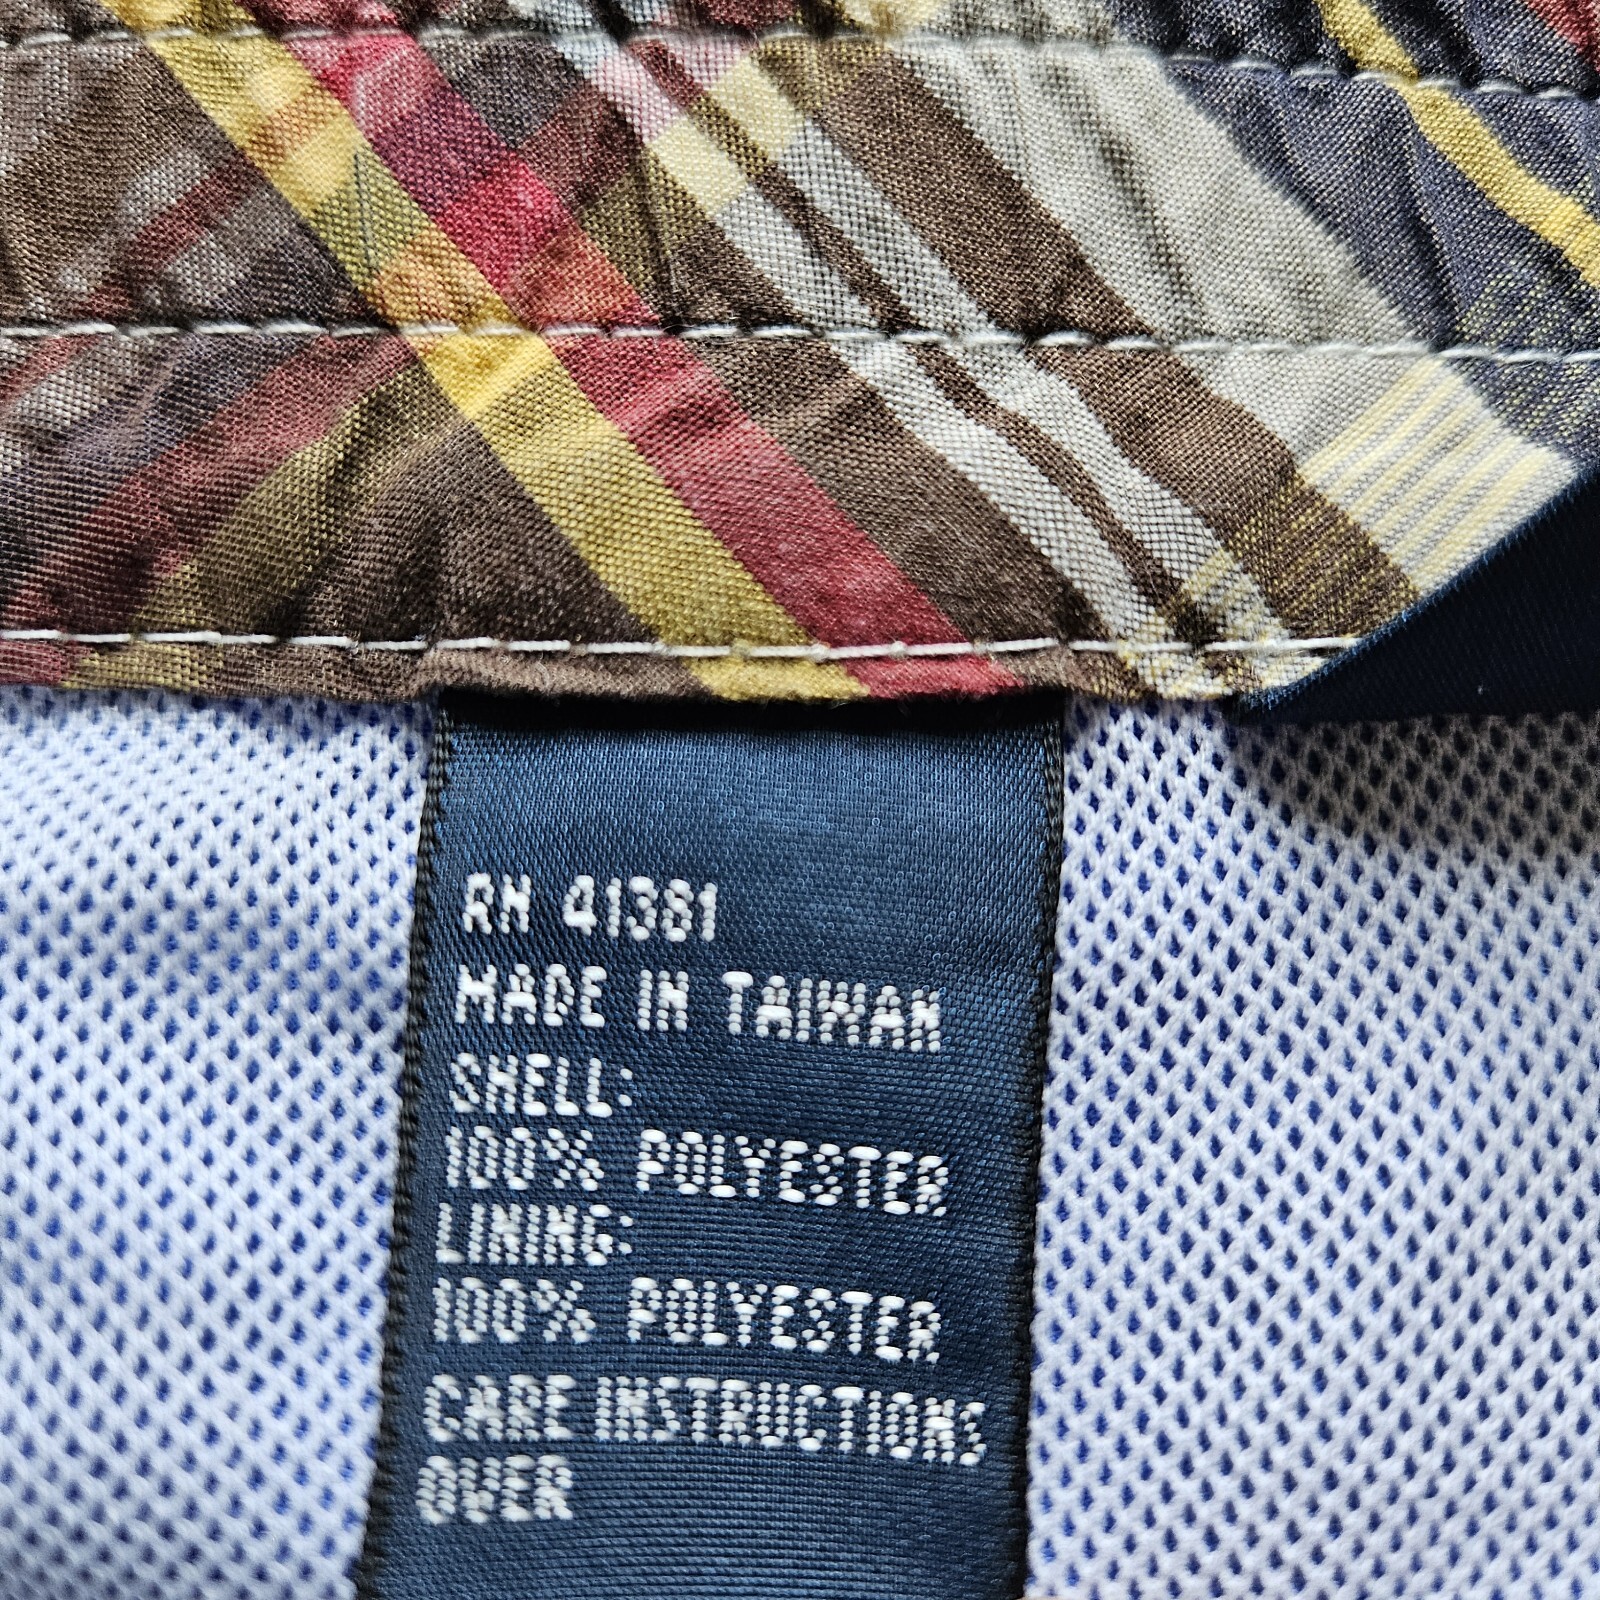 RN 41381
MADE IN TAIWAN
SHELL:
100% POLYESTER
LINING:
100% POLYESTER
CARE INSTRUCTIONS
OVER